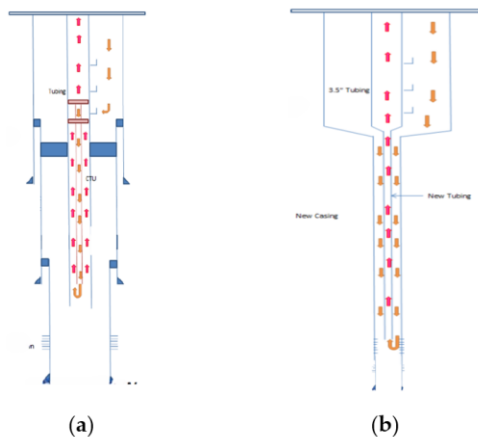 Tubing
CTU
3.5" Tubing
New Tubing
New Casing
(a)
(b)